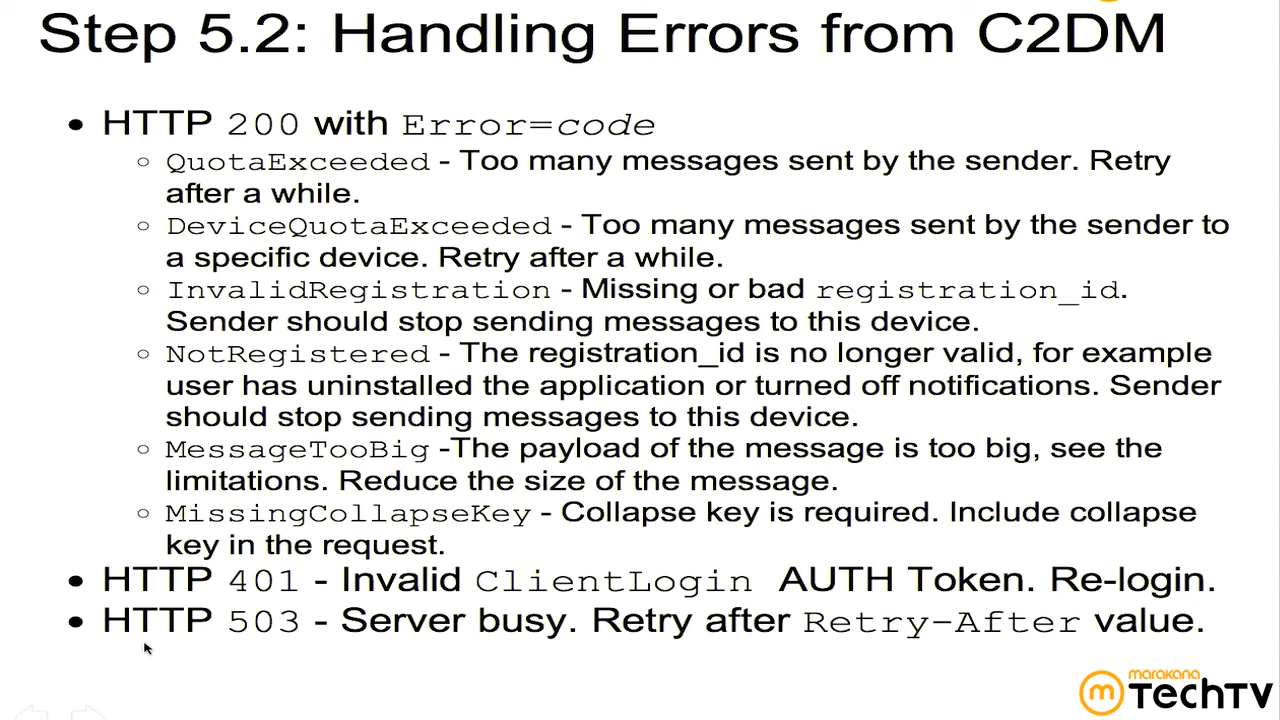 Step 5.2: Handling Errors from C2DM
• HTTP 200 with Error=code
○ QuotaExceeded - Too many messages sent by the sender. Retry
after a while.
○ DeviceQuotaExceeded - Too many messages sent by the sender to
a specific device. Retry after a while.
○ InvalidRegistration - Missing or bad registration_id.
Sender should stop sending messages to this device.
○ NotRegistered - The registration_id is no longer valid, for example
user has uninstalled the application or turned off notifications. Sender
should stop sending messages to this device.
○ MessageTooBig -The payload of the message is too big, see the
limitations. Reduce the size of the message.
○ MissingCollapseKey - Collapse key is required. Include collapse
key in the request.
• HTTP 401 - Invalid ClientLogin AUTH Token. Re-login.
• HTTP 503 - Server busy. Retry after Retry-After value.
marakana
m TechTV